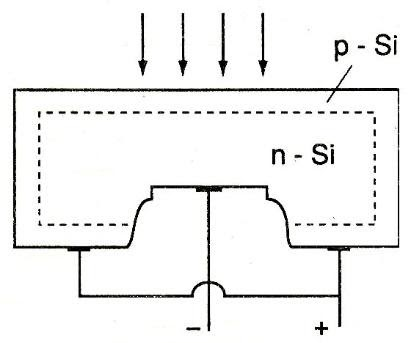 p - Si
n - Si
−
+